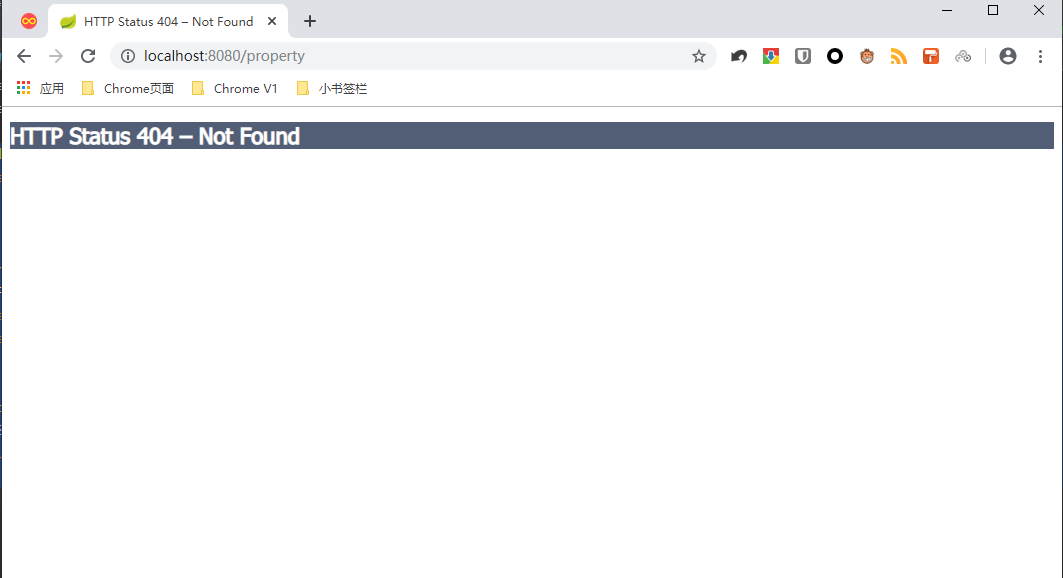 HTTP Status 404 – Not Found
localhost:8080/property
应用 Chrome页面 Chrome V1 小书签栏
HTTP Status 404 – Not Found